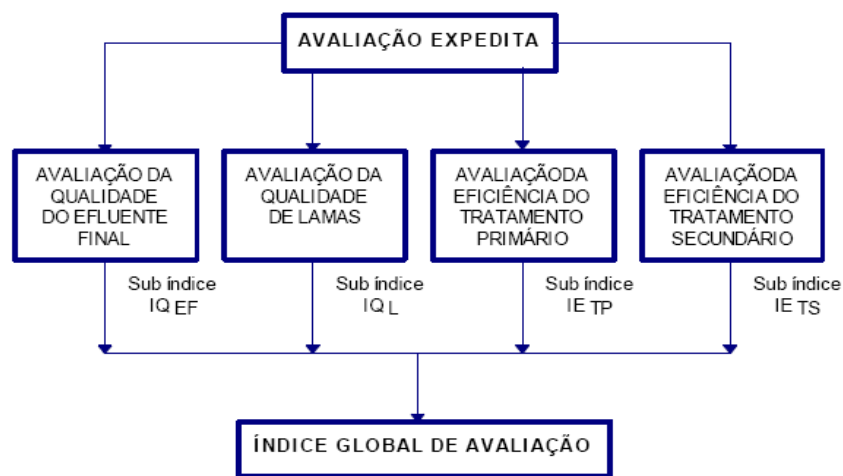 AVALIAÇÃO EXPEDITA
AVALIAÇÃO DA
QUALIDADE
DO EFLUENTE
FINAL
AVALIAÇÃO DA
QUALIDADE
DE LAMAS
AVALIAÇÃODA
EFICIÊNCIA DO
TRATAMENTO
PRIMÁRIO
AVALIAÇÃODA
EFICIÊNCIA DO
TRATAMENTO
SECUNDÁRIO
Sub índice
IQ EF
Sub índice
IQ L
Sub índice
IE TP
Sub índice
IE TS
ÍNDICE GLOBAL DE AVALIAÇÃO